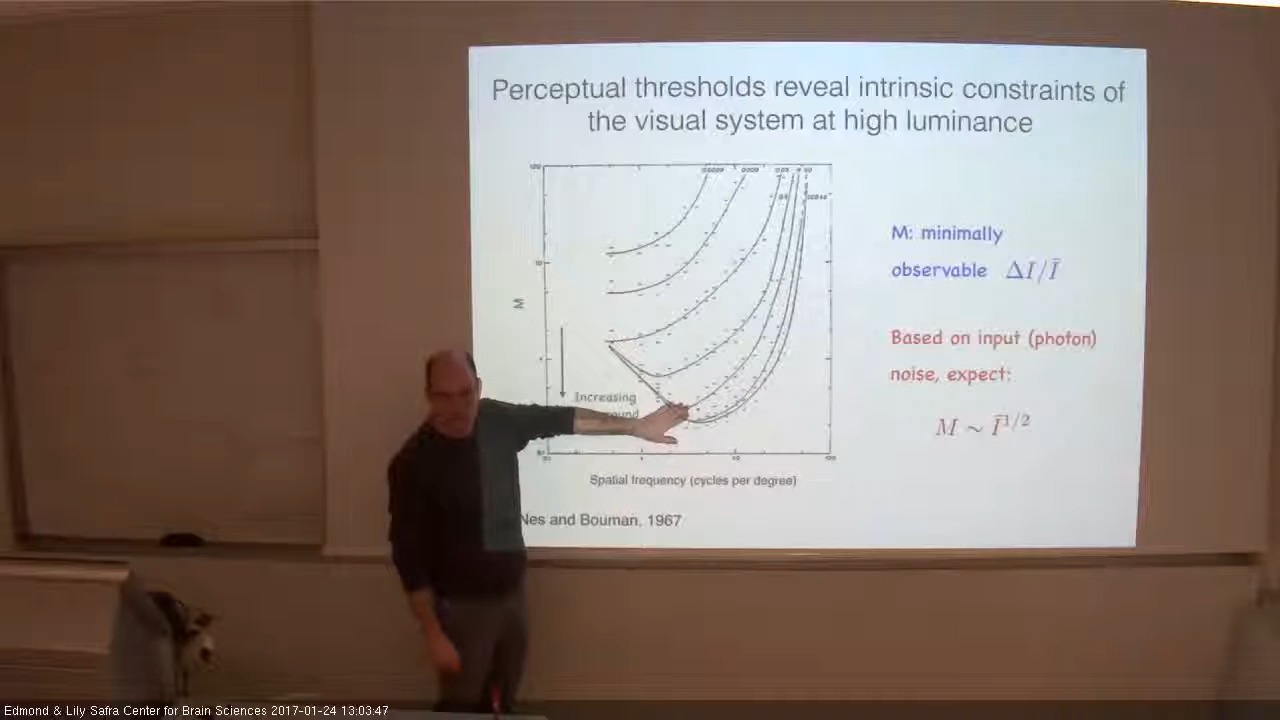 Perceptual thresholds reveal intrinsic constraints of
the visual system at high luminance
100
10
M
Increasing
Spatial frequency (cycles per degree)
Nes and Bouman, 1967
M: minimally
observable ΔI/Ī
Based on input (photon)
noise, expect:
M ~ Ī^1/2
Edmond & Lily Safra Center for Brain Sciences 2017-01-24 13:03:47